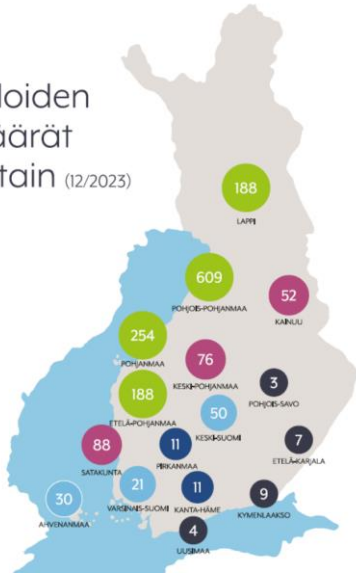 loiden
äärät
tain (12/2023)
188
LAPPI
609
POHJOIS-POHJANMAA
52
KAINUU
254
POHJANMAA
76
KESKI-POHJANMAA
3
POHJOIS-SAVO
188
ETELÄ-POHJANMAA
50
KESKI-SUOMI
7
ETELÄ-KARJALA
88
SATAKUNTA
11
PIRKANMAA
30
AHVENANMAA
21
VARSINAIS-SUOMI
11
KANTA-HÄME
9
KYMENLAAKSO
4
UUSIMAA